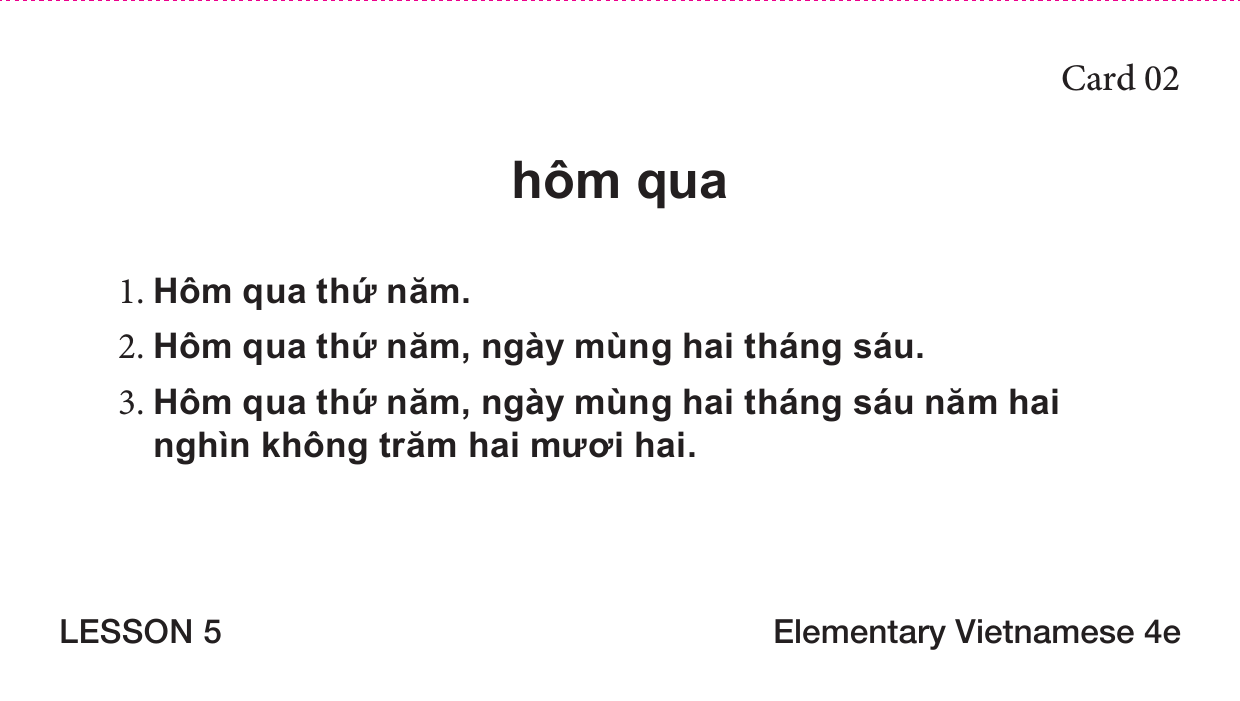 Card 02
hôm qua
1. Hôm qua thứ năm.
2. Hôm qua thứ năm, ngày mùng hai tháng sáu.
3. Hôm qua thứ năm, ngày mùng hai tháng sáu năm hai
nghìn không trăm hai mươi hai.
LESSON 5
Elementary Vietnamese 4e